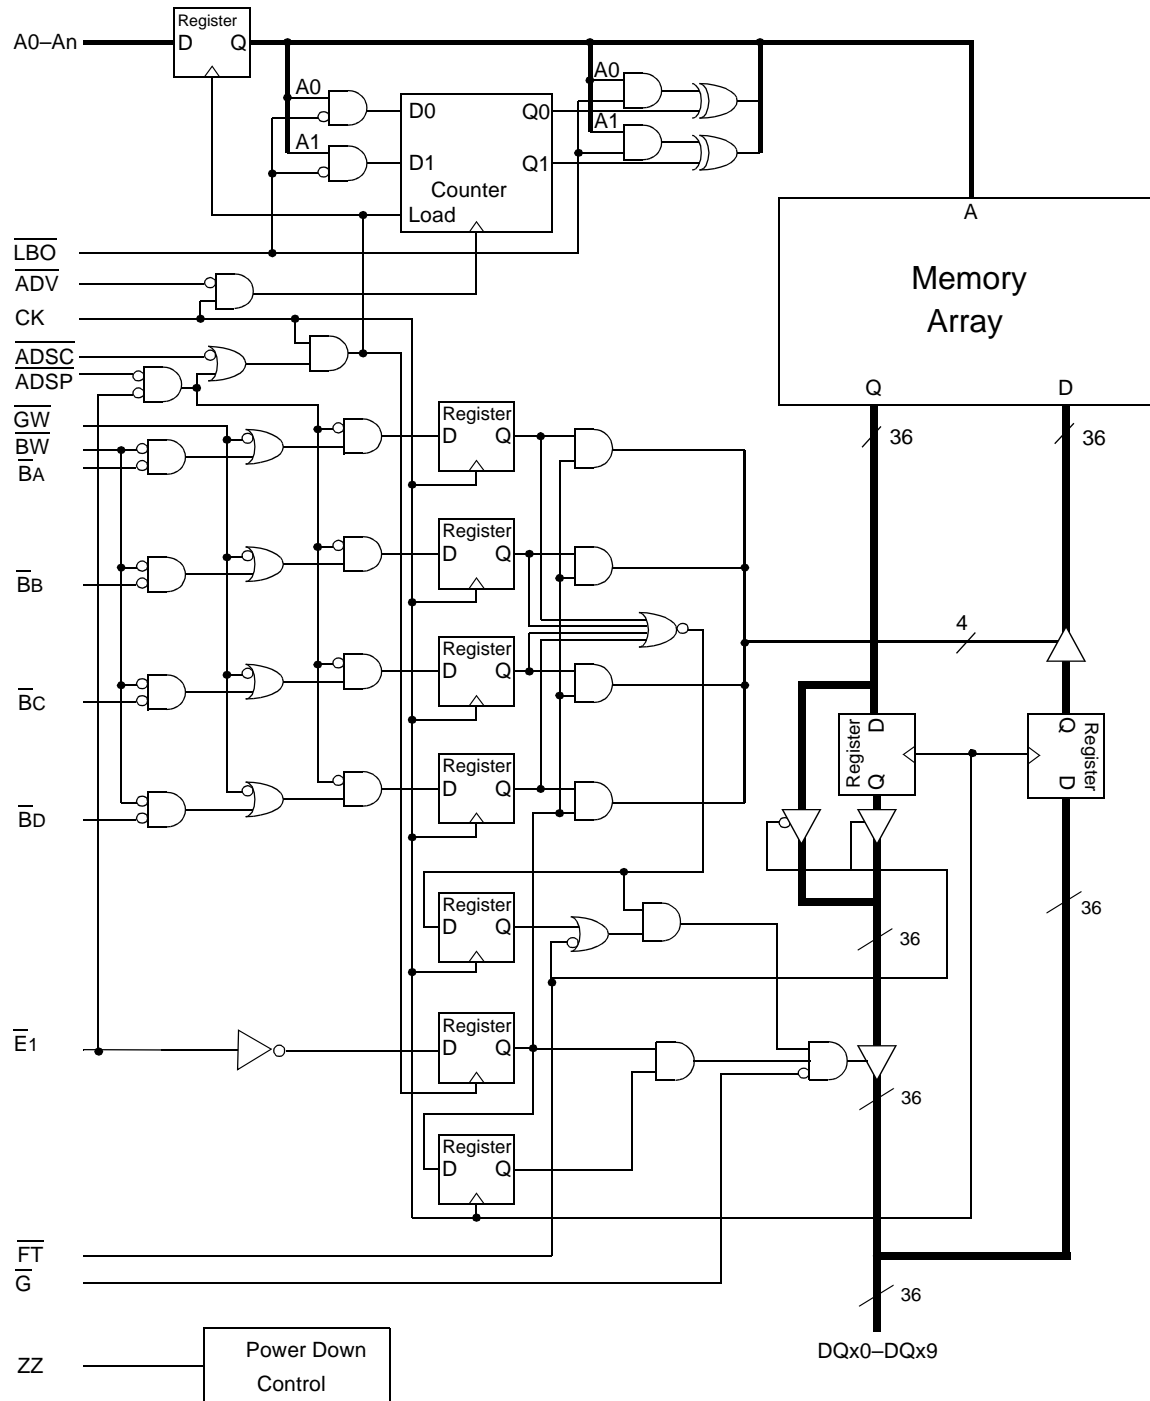 Register
A0–An
D Q
A0
A0
D0 Q0
A1
A1
D1 Q1
Counter
Load
A
LBO
ADV
CK
Memory
Array
ADSC
ADSP
Q D
GW
BW
BA
Register
D Q
36 36
Register
D Q
BB
4
Register
D Q
BC
Register
D
Q
Q
Register
D
Register
D Q
BD
Register
D Q
36
36
E1
Register
D Q
36
Register
D Q
FT
G
36
DQx0–DQx9
ZZ
Power Down
Control